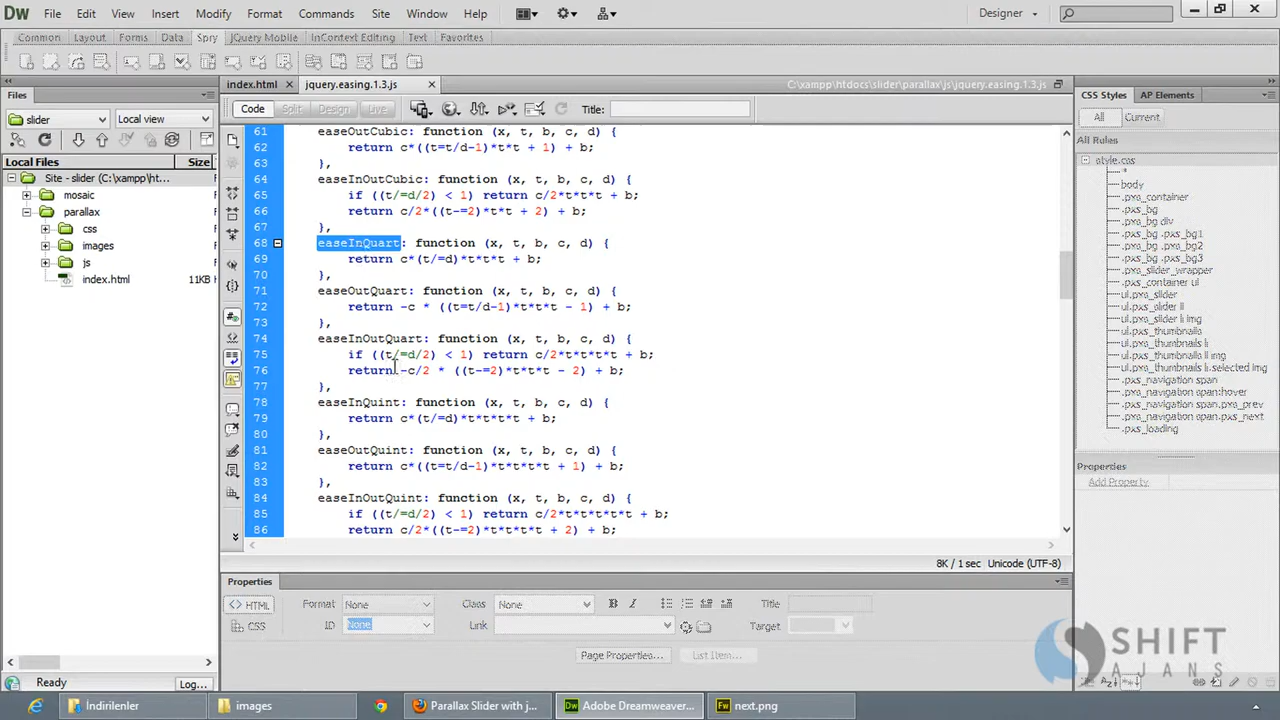 Dw File Edit View Insert Modify Format Commands Site Window Help Designer
Common Layout Forms Data Spry jQuery Mobile InContext Editing Text Favorites
Files
index.html
jquery.easing.1.3.js
C:\xampp\htdocs\slider\parallax\js\jquery.easing.1.3.js
CSS Styles AP Elements
slider
Local view
Code Split Design Live
Title:
All Current
Local Files Size
All Rules
Site - slider (C:\xampp\ht...
mosaic
parallax
css
images
js
index.html 11KB
61 easeOutCubic: function (x, t, b, c, d) {
62 return c*((t=t/d-1)*t*t + 1) + b;
63 },
64 easeInOutCubic: function (x, t, b, c, d) {
65 if ((t/=d/2) < 1) return c/2*t*t*t + b;
66 return c/2*((t-=2)*t*t + 2) + b;
67 },
68 easeInQuart: function (x, t, b, c, d) {
69 return c*(t/=d)*t*t*t + b;
70 },
71 easeOutQuart: function (x, t, b, c, d) {
72 return -c * ((t=t/d-1)*t*t*t - 1) + b;
73 },
74 easeInOutQuart: function (x, t, b, c, d) {
75 if ((t/=d/2) < 1) return c/2*t*t*t*t + b;
76 return -c/2 * ((t-=2)*t*t*t - 2) + b;
77 },
78 easeInQuint: function (x, t, b, c, d) {
79 return c*(t/=d)*t*t*t*t + b;
80 },
81 easeOutQuint: function (x, t, b, c, d) {
82 return c*((t=t/d-1)*t*t*t*t + 1) + b;
83 },
84 easeInOutQuint: function (x, t, b, c, d) {
85 if ((t/=d/2) < 1) return c/2*t*t*t*t*t + b;
86 return c/2*((t-=2)*t*t*t*t + 2) + b;
style.css
*
body
.pxs_container
.pxs_bg
.pxs_bg div
.pxs_bg .pxs_bg1
.pxs_bg .pxs_bg2
.pxs_bg .pxs_bg3
.pxs_slider_wrapper
.pxs_container ul
ul.pxs_slider
ul.pxs_slider li
ul.pxs_slider li img
ul.pxs_thumbnails
ul.pxs_thumbnails li
ul.pxs_thumbnails li img
ul.pxs_thumbnails li.selected img
.pxs_navigation span
.pxs_navigation span:hover
.pxs_navigation span.pxs_prev
.pxs_navigation span.pxs_next
.pxs_loading
Properties
Add Property
8K / 1 sec Unicode (UTF-8)
Properties
HTML
CSS
Format None
Class None
B I
Title
ID None
Link
Target
Page Properties...
List Item...
SHIFT
AJANS
Ready
Log...
İndirilenler
images
Parallax Slider with j...
Dw Adobe Dreamweaver...
Fw next.png